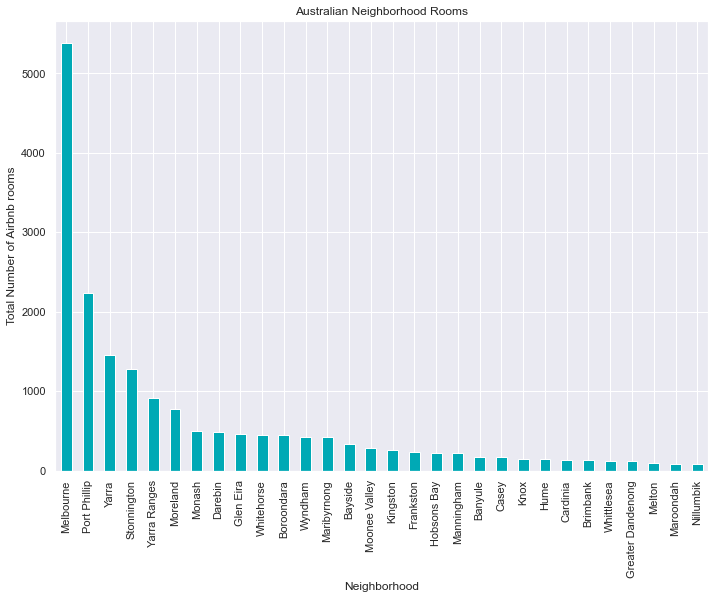 Australian Neighborhood Rooms
Total Number of Airbnb rooms
5000
4000
3000
2000
1000
0
Melbourne
Port Phillip
Yarra
Stonnington
Yarra Ranges
Moreland
Monash
Darebin
Glen Eira
Whitehorse
Boroondara
Wyndham
Maribyrnong
Bayside
Moonee Valley
Kingston
Frankston
Hobsons Bay
Manningham
Banyule
Casey
Knox
Hume
Cardinia
Brimbank
Whittlesea
Greater Dandenong
Melton
Maroondah
Nillumbik
Neighborhood